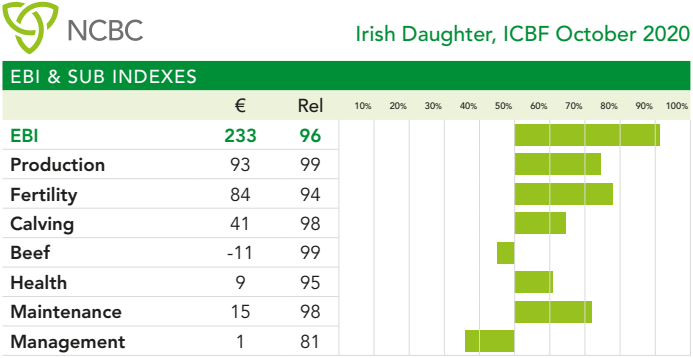 NCBC
Irish Daughter, ICBF October 2020
EBI & SUB INDEXES
€ Rel 10% 20% 30% 40% 50% 60% 70% 80% 90% 100%
EBI 233 96
Production 93 99
Fertility 84 94
Calving 41 98
Beef -11 99
Health 9 95
Maintenance 15 98
Management 1 81